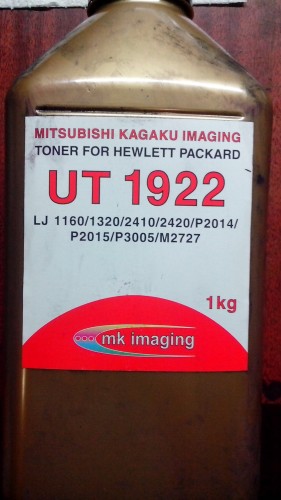 MITSUBISHI KAGAKU IMAGING
TONER FOR HEWLETT PACKARD
UT 1922
LJ 1160/1320/2410/2420/P2014/
P2015/P3005/M2727
1kg
mk imaging